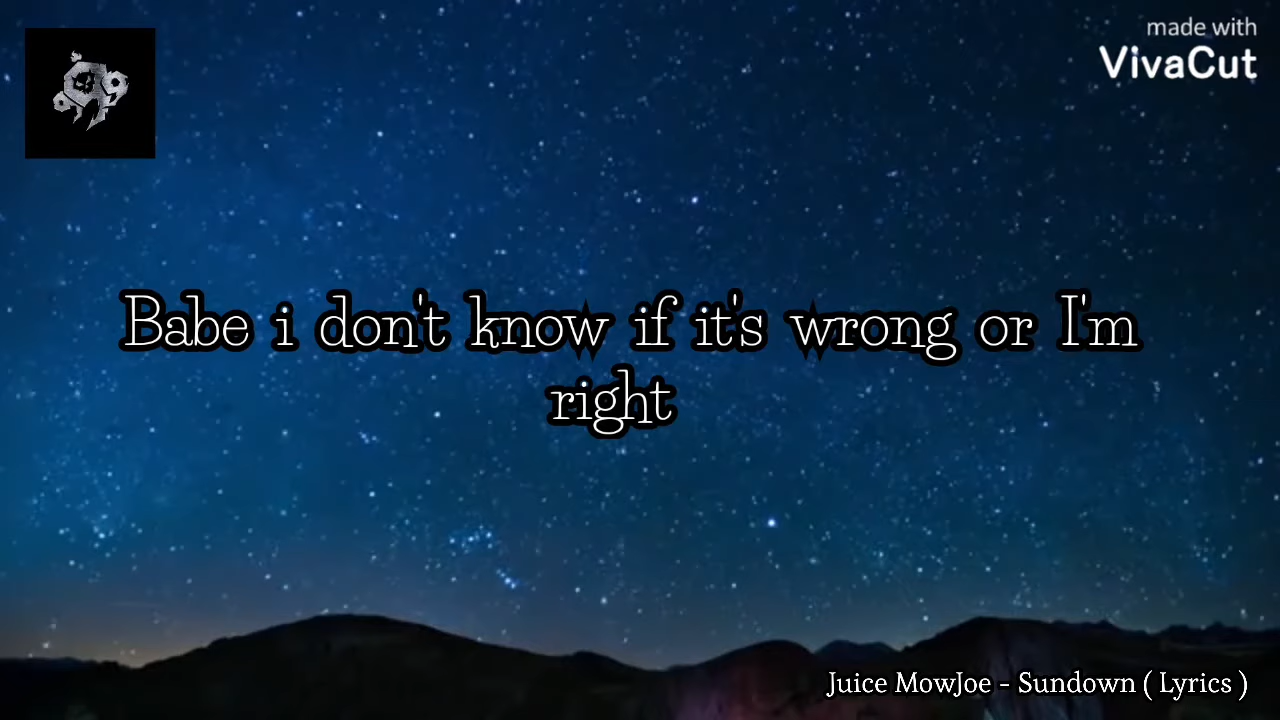 made with
VivaCut
Babe i don't know if it's wrong or I'm
right
Juice MowJoe - Sundown ( Lyrics )